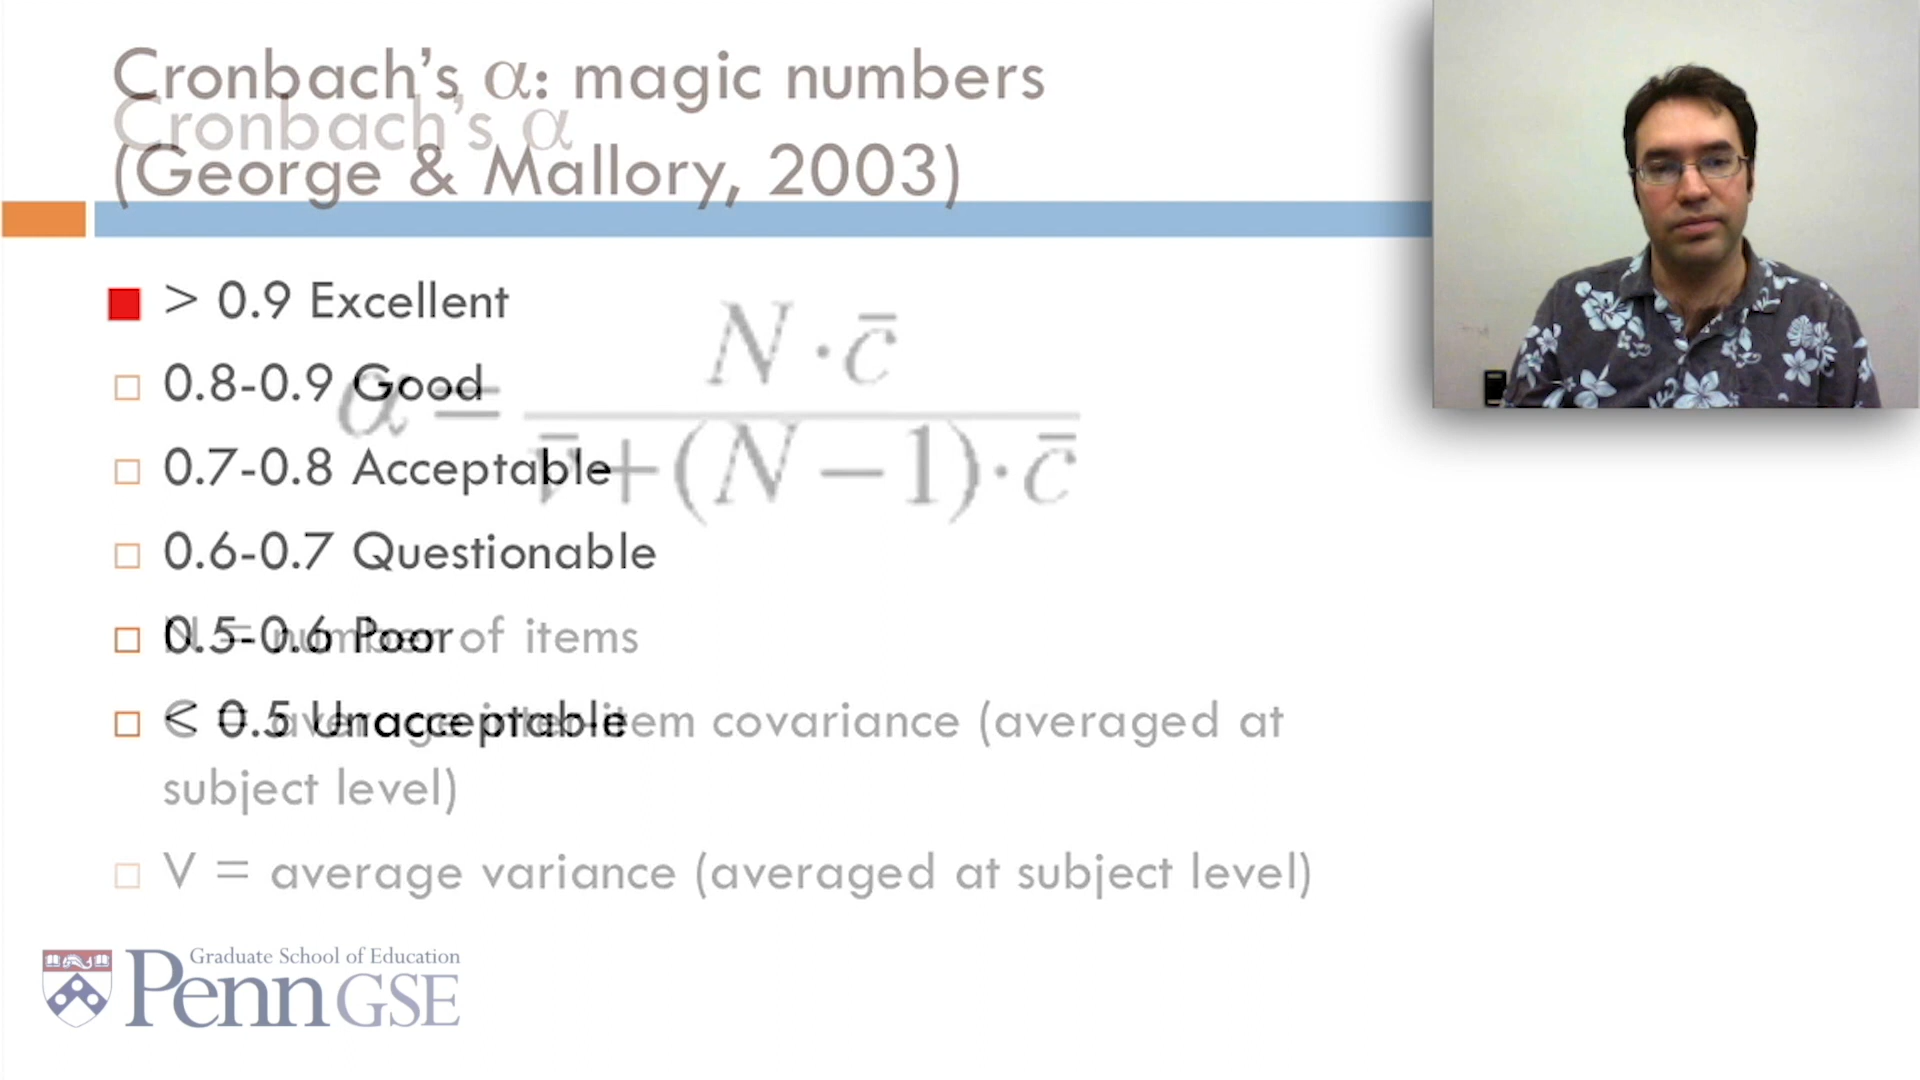 Cronbach's α: magic numbers
Cronbach's α
(George & Mallory, 2003)
> 0.9 Excellent
0.8-0.9 Good
0.7-0.8 Acceptable
0.6-0.7 Questionable
0.5-0.6 Poor
< 0.5 Unacceptable
α = N · c̄
v̄ + (N − 1) · c̄
N = number of items
C = average inter-item covariance (averaged at
subject level)
V = average variance (averaged at subject level)
Graduate School of Education
Penn GSE